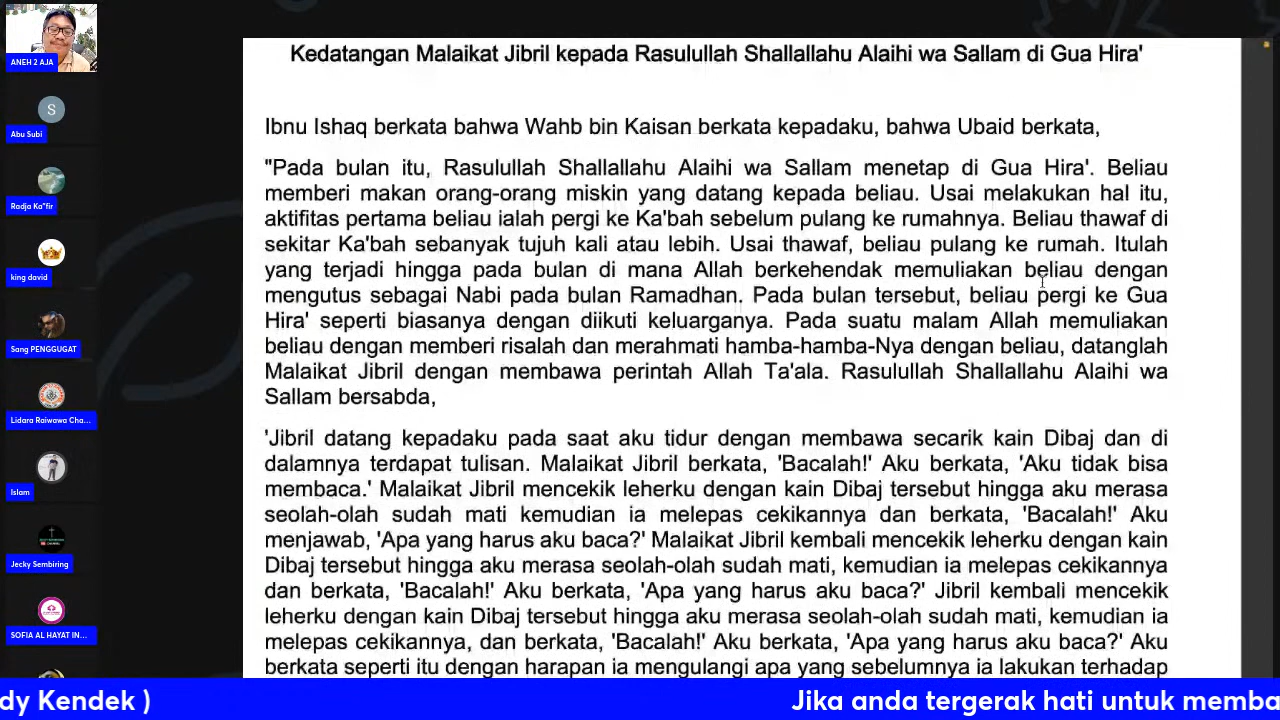 Kedatangan Malaikat Jibril kepada Rasulullah Shallallahu Alaihi wa Sallam di Gua Hira'
Ibnu Ishaq berkata bahwa Wahb bin Kaisan berkata kepadaku, bahwa Ubaid berkata,
"Pada bulan itu, Rasulullah Shallallahu Alaihi wa Sallam menetap di Gua Hira'. Beliau
memberi makan orang-orang miskin yang datang kepada beliau. Usai melakukan hal itu,
aktifitas pertama beliau ialah pergi ke Ka'bah sebelum pulang ke rumahnya. Beliau thawaf di
sekitar Ka'bah sebanyak tujuh kali atau lebih. Usai thawaf, beliau pulang ke rumah. Itulah
yang terjadi hingga pada bulan di mana Allah berkehendak memuliakan beliau dengan
mengutus sebagai Nabi pada bulan Ramadhan. Pada bulan tersebut, beliau pergi ke Gua
Hira' seperti biasanya dengan diikuti keluarganya. Pada suatu malam Allah memuliakan
beliau dengan memberi risalah dan merahmati hamba-hamba-Nya dengan beliau, datanglah
Malaikat Jibril dengan membawa perintah Allah Ta'ala. Rasulullah Shallallahu Alaihi wa
Sallam bersabda,
'Jibril datang kepadaku pada saat aku tidur dengan membawa secarik kain Dibaj dan di
dalamnya terdapat tulisan. Malaikat Jibril berkata, 'Bacalah!' Aku berkata, 'Aku tidak bisa
membaca.' Malaikat Jibril mencekik leherku dengan kain Dibaj tersebut hingga aku merasa
seolah-olah sudah mati kemudian ia melepas cekikannya dan berkata, 'Bacalah!' Aku
menjawab, 'Apa yang harus aku baca?' Malaikat Jibril kembali mencekik leherku dengan kain
Dibaj tersebut hingga aku merasa seolah-olah sudah mati, kemudian ia melepas cekikannya
dan berkata, 'Bacalah!' Aku berkata, 'Apa yang harus aku baca?' Jibril kembali mencekik
leherku dengan kain Dibaj tersebut hingga aku merasa seolah-olah sudah mati, kemudian ia
melepas cekikannya, dan berkata, 'Bacalah!' Aku berkata, 'Apa yang harus aku baca?' Aku
berkata seperti itu dengan harapan ia mengulangi apa yang sebelumnya ia lakukan terhadap
ANEH 2 AJA
S
Abu Subi
Radja Ka"fir
king david
Sang PENGGUGAT
Lidara Raiwawa Cha...
Islam
Jecky Sembiring
SOFIA AL HAYAT IN...
dy Kendek )
Jika anda tergerak hati untuk memba